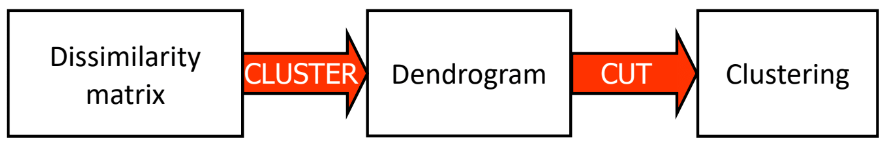 Dissimilarity
matrix
CLUSTER
Dendrogram
CUT
Clustering